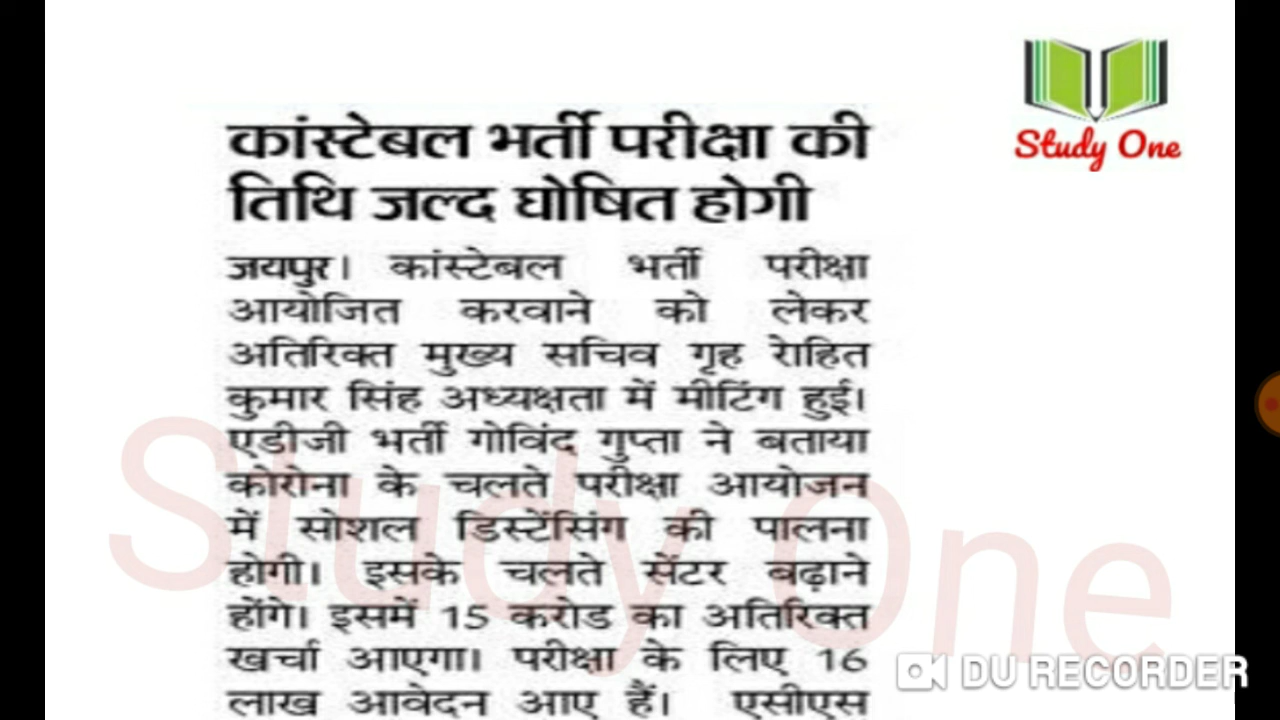 Study One
कांस्टेबल भर्ती परीक्षा की
तिथि जल्द घोषित होगी
जयपुर। कांस्टेबल भर्ती परीक्षा
आयोजित करवाने को लेकर
अतिरिक्त मुख्य सचिव गृह रोहित
कुमार सिंह अध्यक्षता में मीटिंग हुई।
एडीजी भर्ती गोविंद गुप्ता ने बताया
कोरोना के चलते परीक्षा आयोजन
में सोशल डिस्टेंसिंग की पालना
होगी। इसके चलते सेंटर बढ़ाने
होंगे। इसमें 15 करोड का अतिरिक्त
खर्चा आएगा। परीक्षा के लिए 16
लाख आवेदन आए हैं। एसीएस
Study One
DU RECORDER